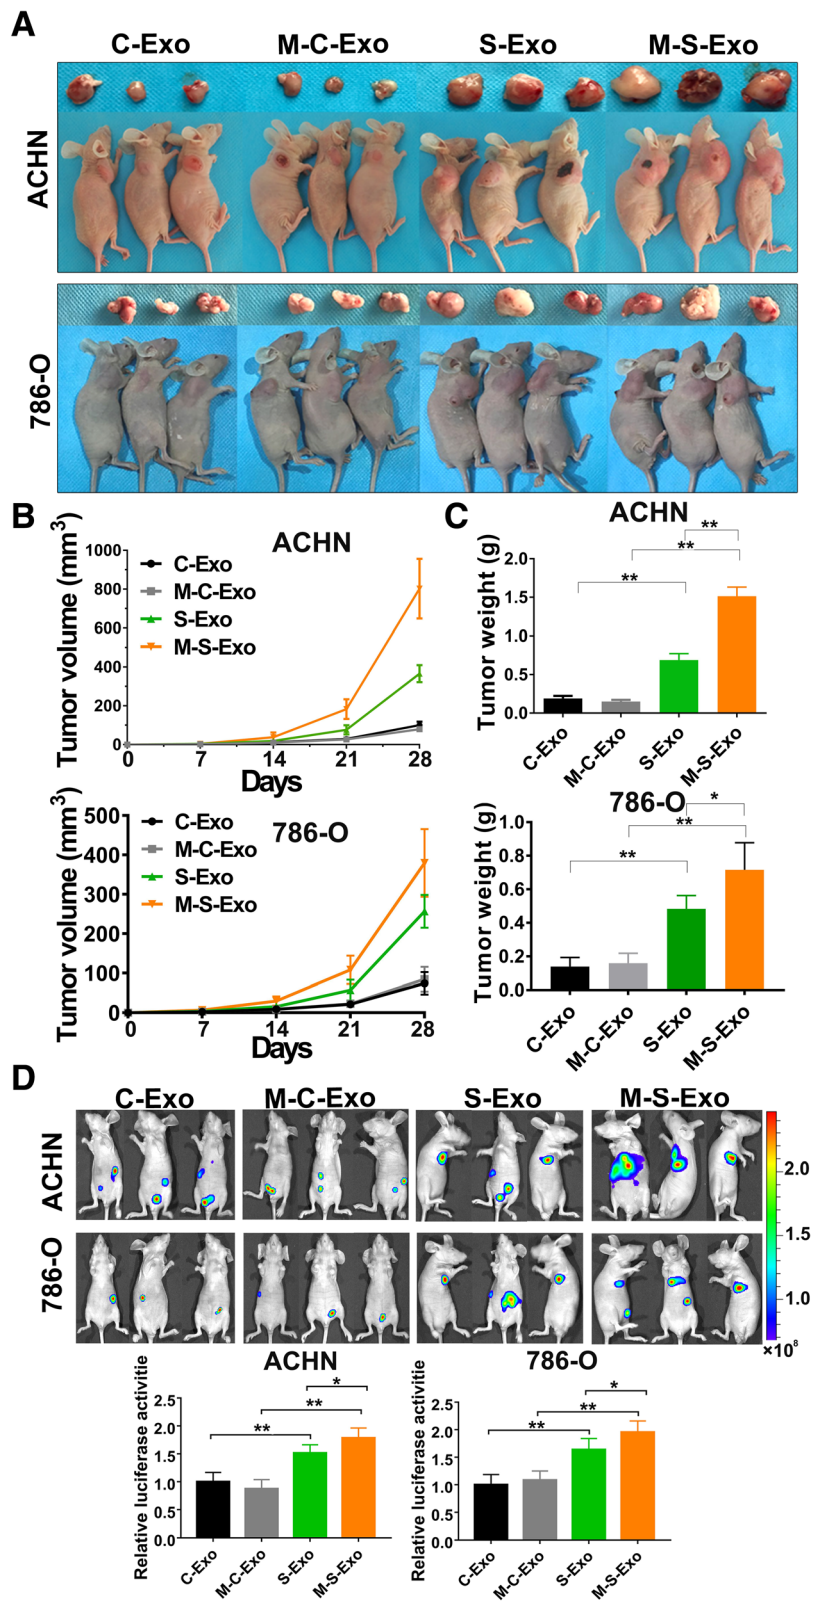 A
C-Exo M-C-Exo S-Exo M-S-Exo
ACHN
786-O
B
ACHN
Tumor volume (mm3)
1000
800
600
400
200
0
C-Exo
M-C-Exo
S-Exo
M-S-Exo
0 7 14 21 28
Days
786-O
Tumor volume (mm3)
500
400
300
200
100
0
C-Exo
M-C-Exo
S-Exo
M-S-Exo
0 7 14 21 28
Days
C
ACHN
Tumor weight (g)
2.0
1.5
1.0
0.5
0.0
**
**
**
C-Exo M-C-Exo S-Exo M-S-Exo
786-O
Tumor weight (g)
1.0
0.8
0.6
0.4
0.2
0.0
*
**
**
C-Exo M-C-Exo S-Exo M-S-Exo
D
C-Exo M-C-Exo S-Exo M-S-Exo
ACHN
786-O
2.0
1.5
1.0
×10⁸
ACHN
Relative luciferase activitie
2.5
2.0
1.5
1.0
0.5
0.0
*
**
**
C-Exo M-C-Exo S-Exo M-S-Exo
786-O
Relative luciferase activitie
2.5
2.0
1.5
1.0
0.5
0.0
*
**
**
C-Exo M-C-Exo S-Exo M-S-Exo